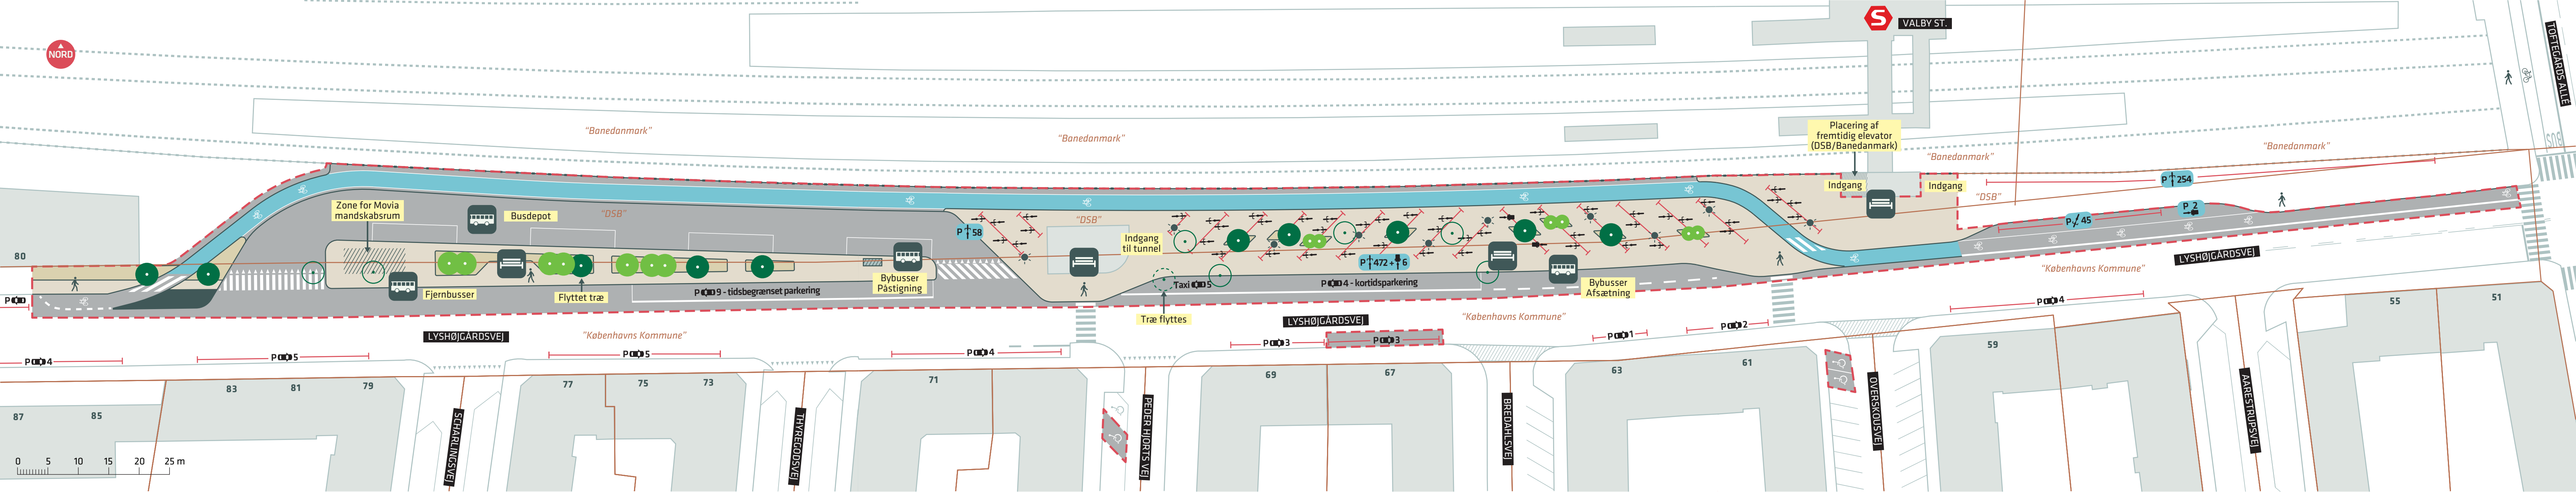 NORD
S
VALBY ST.
TOFTEGÅRDS ALLÉ
BUS
"Banedanmark"
"Banedanmark"
Placering af
fremtidig elevator
(DSB/Banedanmark)
"Banedanmark"
"Banedanmark"
Indgang
Indgang
P 254
"DSB"
Zone for Movia
mandskabsrum
Busdepot
"DSB"
P 58
"DSB"
Indgang
til tunnel
P 45
P 2
80
P
Fjernbusser
Flyttet træ
P 9 - tidsbegrænset parkering
Bybusser
Påstigning
Taxi 5
Træ flyttes
P 472 + 6
P 4 - kortidsparkering
Bybusser
Afsætning
LYSHØJGÅRDSVEJ
"Københavns Kommune"
LYSHØJGÅRDSVEJ
"Københavns Kommune"
LYSHØJGÅRDSVEJ
"Københavns Kommune"
P 4
P 5
P 5
P 4
P 3
P 3
P 1
P 2
P 4
87
85
83
81
79
77
75
73
71
69
67
63
61
59
55
51
SCHARLINGSVEJ
THYREGODSVEJ
PEDER HJORTS VEJ
BREDAHLSVEJ
OVERSKOUSVEJ
AARESTRUPSVEJ
0 5 10 15 20 25 m